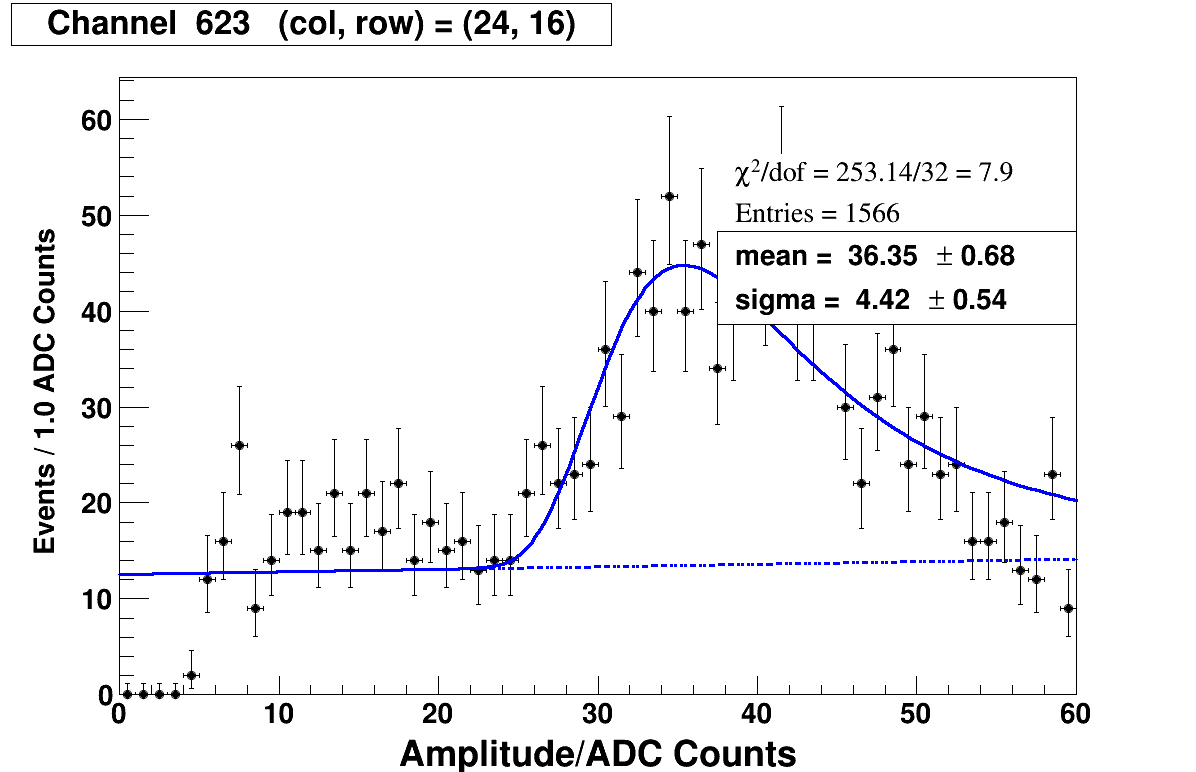 Channel 623 (col, row) = (24, 16)
60
50
40
30
20
10
0
Events / 1.0 ADC Counts
χ²/dof = 253.14/32 = 7.9
Entries = 1566
mean = 36.35 ± 0.68
sigma = 4.42 ± 0.54
0 10 20 30 40 50 60
Amplitude/ADC Counts